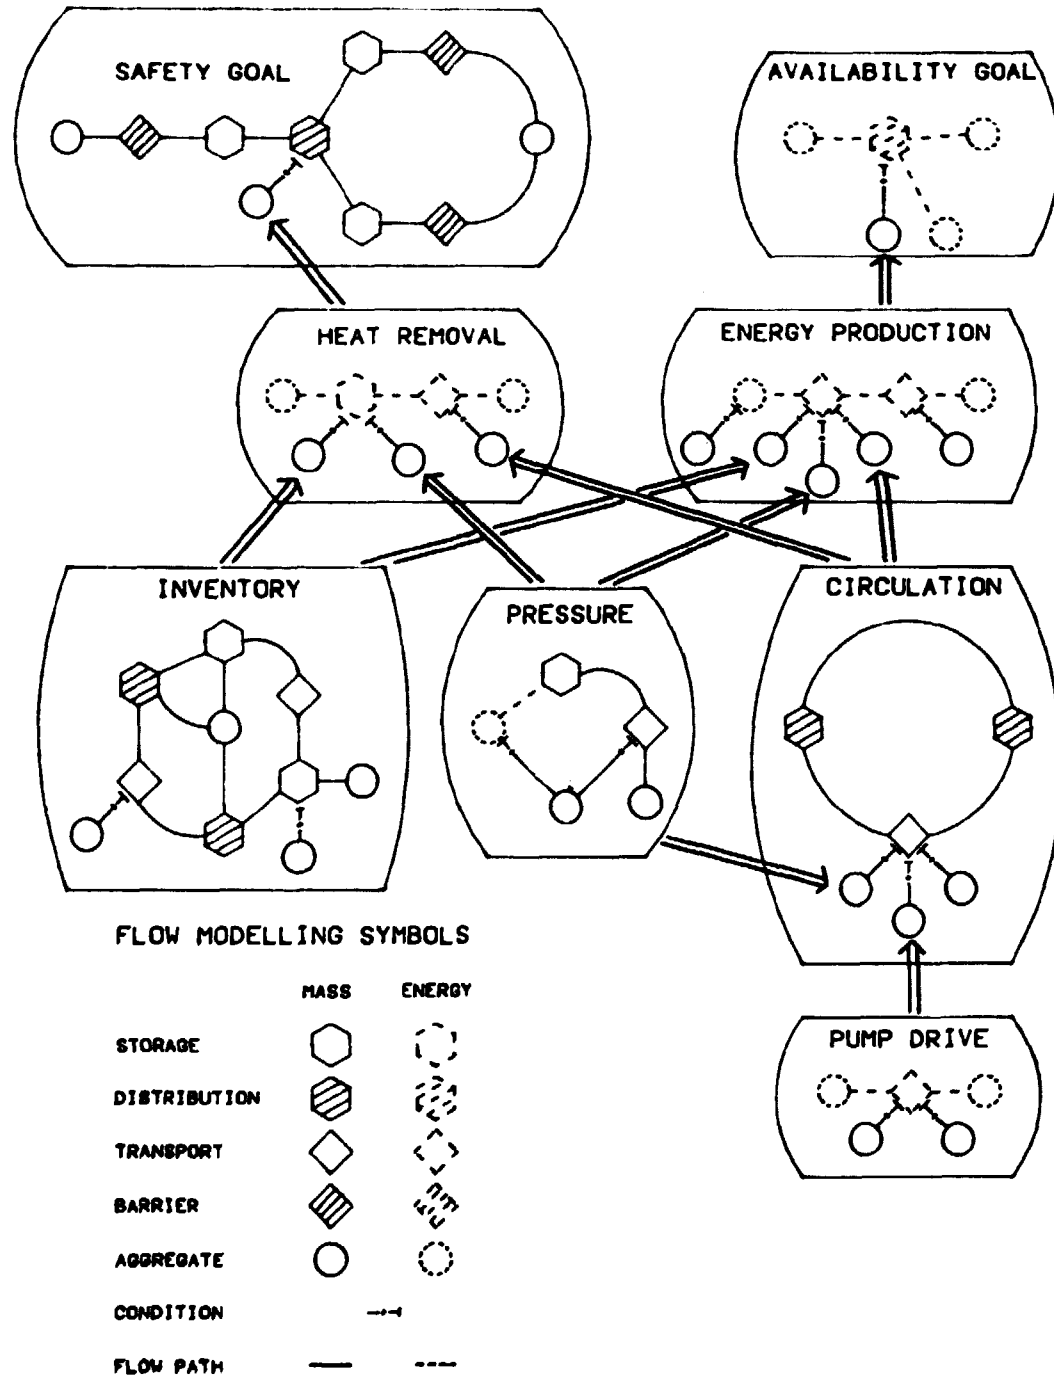 SAFETY GOAL
AVAILABILITY GOAL
HEAT REMOVAL
ENERGY PRODUCTION
INVENTORY
PRESSURE
CIRCULATION
PUMP DRIVE
FLOW MODELLING SYMBOLS
MASS ENERGY
STORAGE
DISTRIBUTION
TRANSPORT
BARRIER
AGGREGATE
CONDITION
FLOW PATH